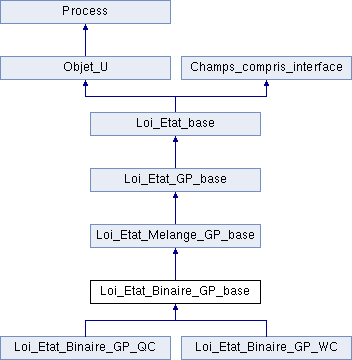 Process
Objet_U
Champs_compris_interface
Loi_Etat_base
Loi_Etat_GP_base
Loi_Etat_Melange_GP_base
Loi_Etat_Binaire_GP_base
Loi_Etat_Binaire_GP_QC
Loi_Etat_Binaire_GP_WC